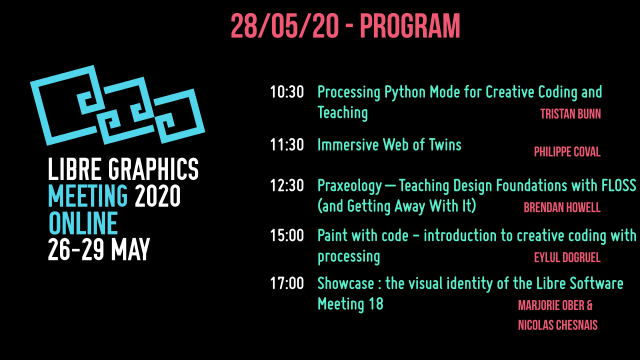 28/05/20 - PROGRAM
LIBRE GRAPHICS
MEETING 2020
ONLINE
26-29 MAY
10:30 Processing Python Mode for Creative Coding and
Teaching
TRISTAN BUNN
11:30 Immersive Web of Twins
PHILIPPE COVAL
12:30 Praxeology — Teaching Design Foundations with FLOSS
(and Getting Away With It)
BRENDAN HOWELL
15:00 Paint with code - introduction to creative coding with
processing
EYLUL DOGRUEL
17:00 Showcase : the visual identity of the Libre Software
Meeting 18
MARJORIE OBER &
NICOLAS CHESNAIS